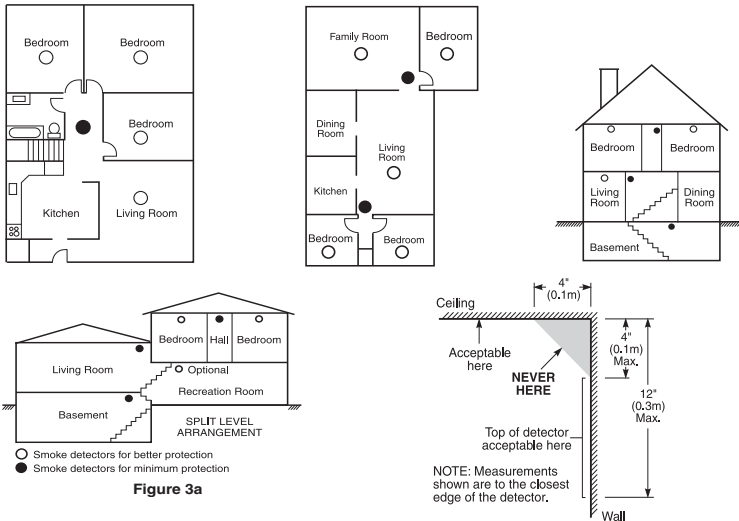 Bedroom
Bedroom
Bedroom
Kitchen
Living Room
Family Room
Bedroom
Dining
Room
Living
Room
Kitchen
Bedroom
Bedroom
Bedroom
Bedroom
Living
Room
Dining
Room
Basement
Bedroom
Hall
Bedroom
Living Room
Optional
Recreation Room
Basement
SPLIT LEVEL
ARRANGEMENT
Smoke detectors for better protection
Smoke detectors for minimum protection
Figure 3a
4"
(0.1m)
Ceiling
Acceptable
here
NEVER
HERE
4"
(0.1m)
Max.
12"
(0.3m)
Max.
Top of detector
acceptable here
NOTE: Measurements
shown are to the closest
edge of the detector.
Wall